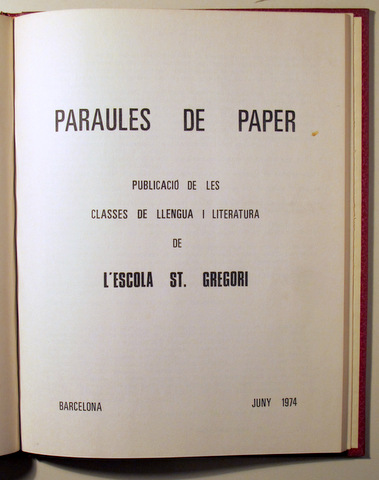 PARAULES DE PAPER
PUBLICACIÓ DE LES
CLASSES DE LLENGUA I LITERATURA
DE
L'ESCOLA ST. GREGORI
BARCELONA
JUNY 1974